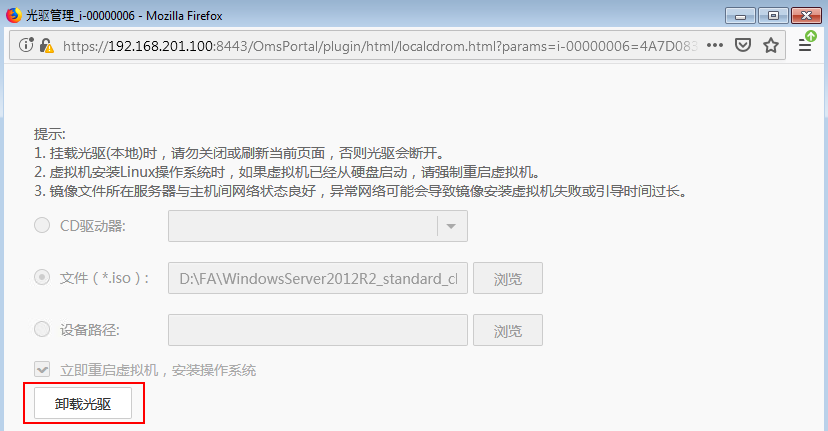 光驱管理_i-00000006 - Mozilla Firefox
https://192.168.201.100:8443/OmsPortal/plugin/html/localcdrom.html?params=i-00000006=4A7D083
提示:
1. 挂载光驱(本地)时，请勿关闭或刷新当前页面，否则光驱会断开。
2. 虚拟机安装Linux操作系统时，如果虚拟机已经从硬盘启动，请强制重启虚拟机。
3. 镜像文件所在服务器与主机间网络状态良好，异常网络可能会导致镜像安装虚拟机失败或引导时间过长。
CD驱动器:
文件 ( *.iso ) : D:\FA\WindowsServer2012R2_standard_cl 浏览
设备路径: 浏览
立即重启虚拟机，安装操作系统
卸载光驱